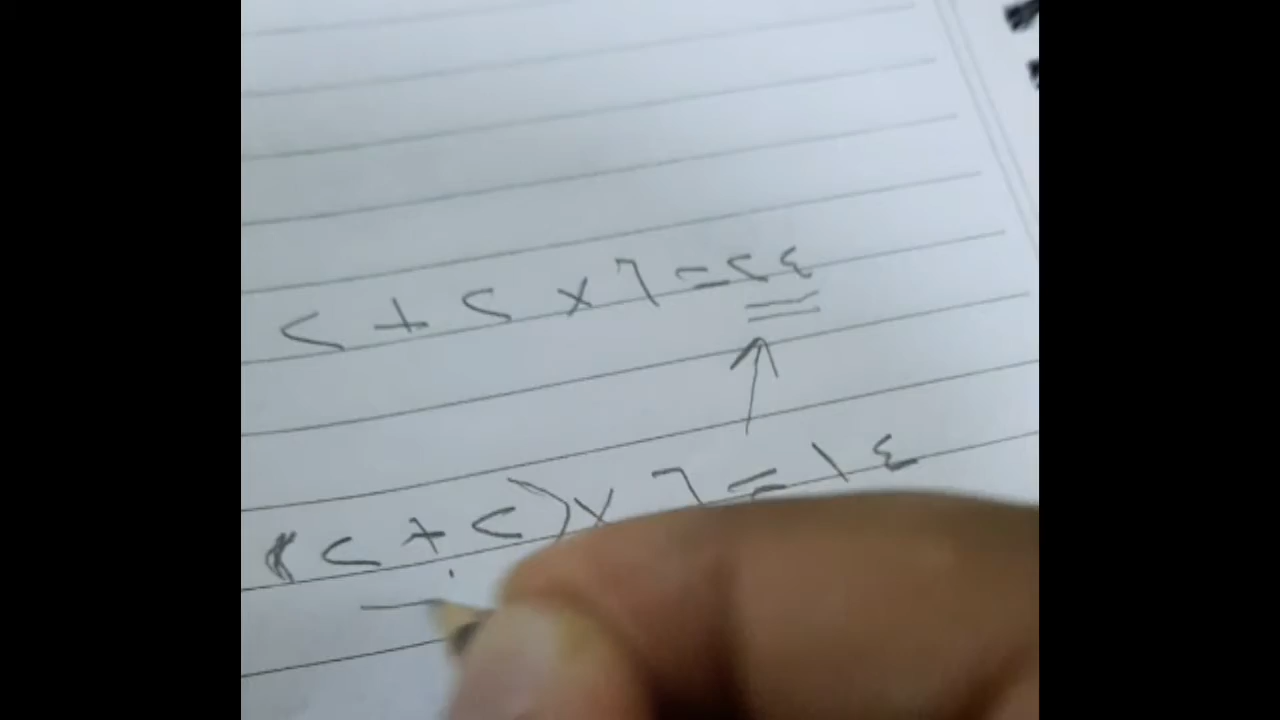 ٢ + ٢ × ٦ = ٢٤
(٢ + ٢) × ٦ = ١٤